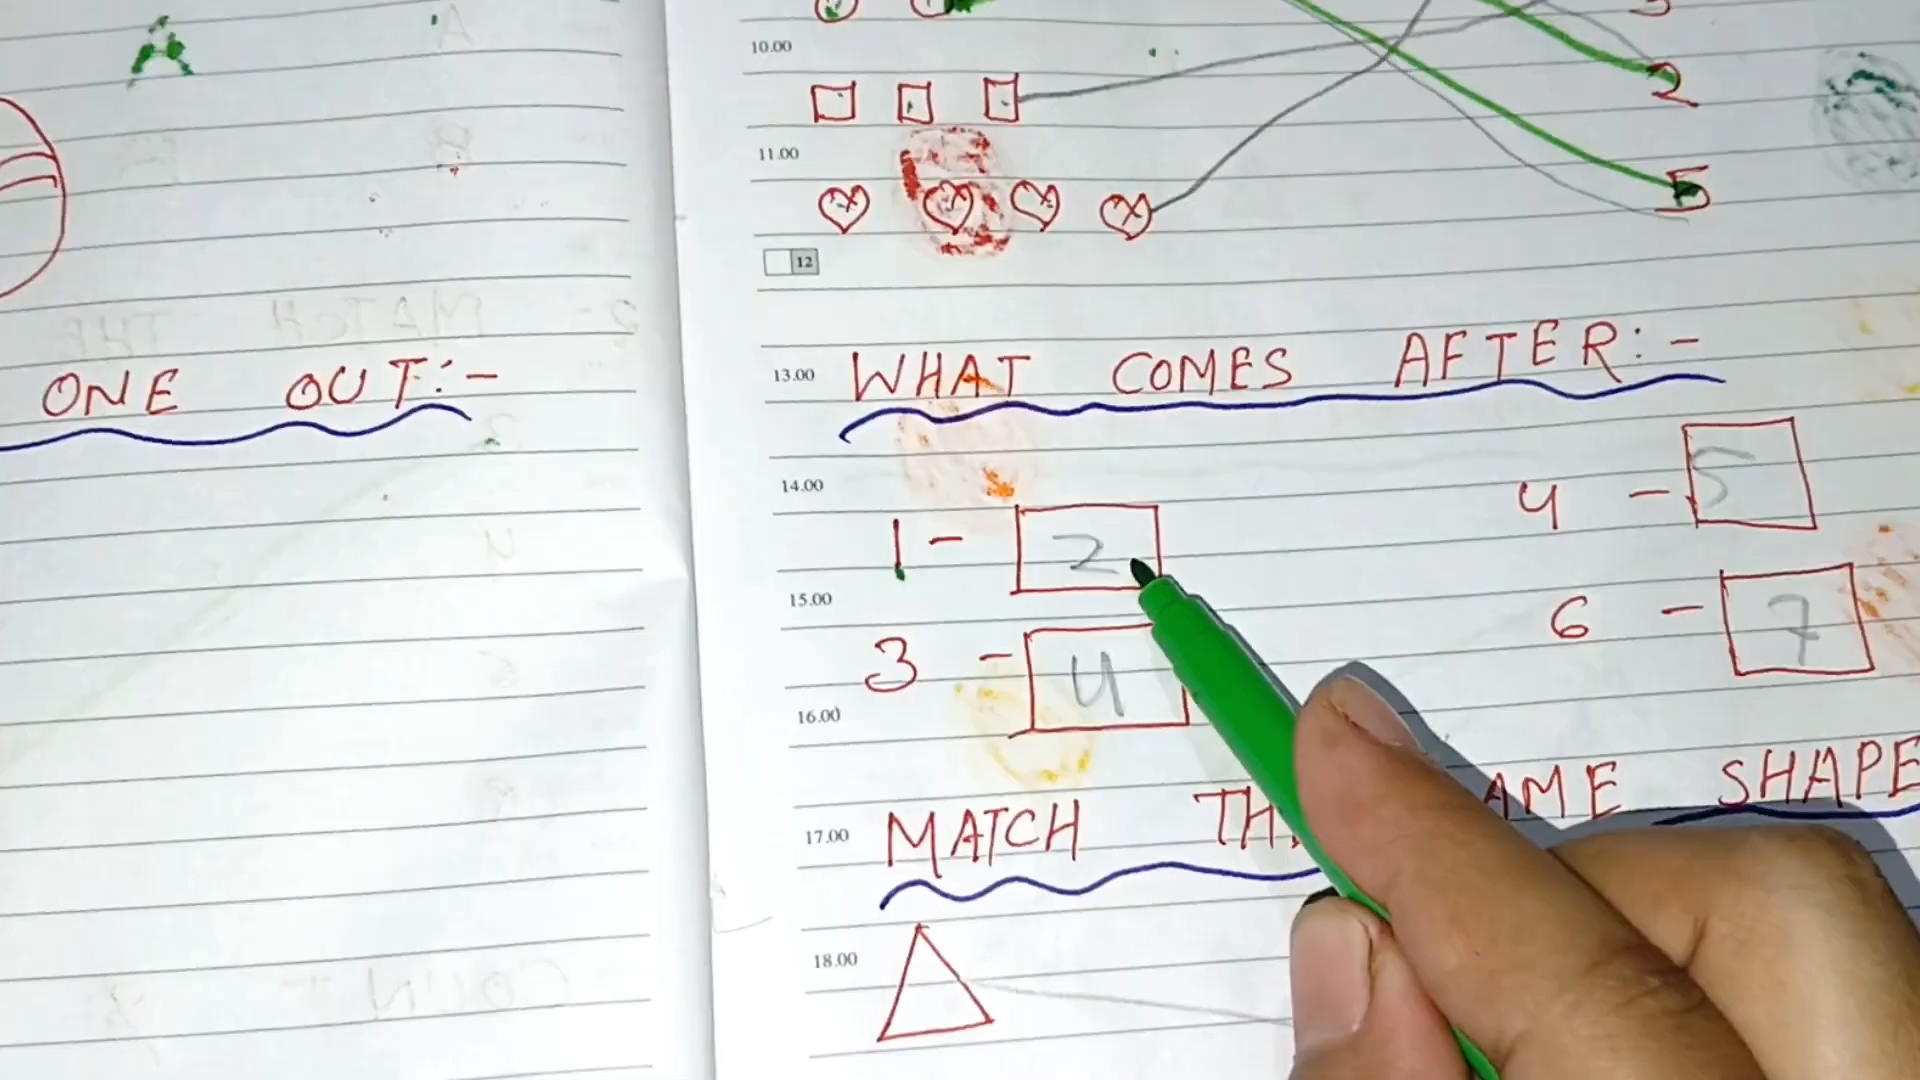 A
ONE OUT:-
10.00
2
11.00
5
12
13.00 WHAT COMES AFTER:-
14.00
1 - 2
4 - 5
15.00
3 - 4
6 - 7
16.00
17.00 MATCH AME SHAPE
18.00